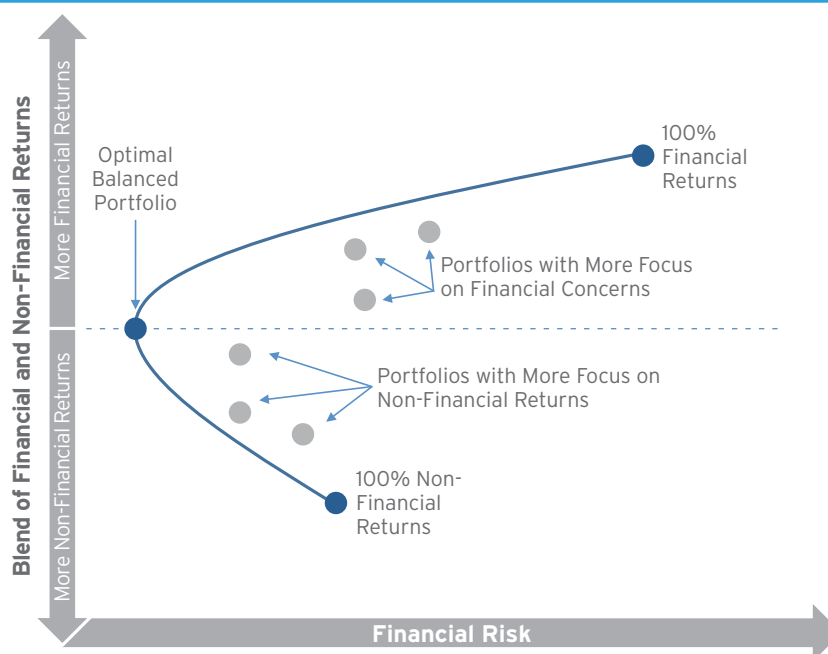 Blend of Financial and Non-Financial Returns
More Financial Returns
More Non-Financial Returns
Optimal
Balanced
Portfolio
100%
Financial
Returns
Portfolios with More Focus
on Financial Concerns
Portfolios with More Focus on
Non-Financial Returns
100% Non-
Financial
Returns
Financial Risk